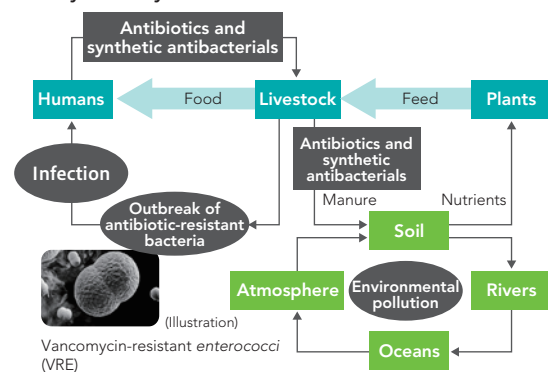 Antibiotics and
synthetic antibacterials
Humans
Food
Livestock
Feed
Plants
Antibiotics and
synthetic
antibacterials
Infection
Manure
Nutrients
Outbreak of
antibiotic-resistant
bacteria
Soil
Atmosphere
Environmental
pollution
Rivers
(Illustration)
Vancomycin-resistant enterococci
(VRE)
Oceans